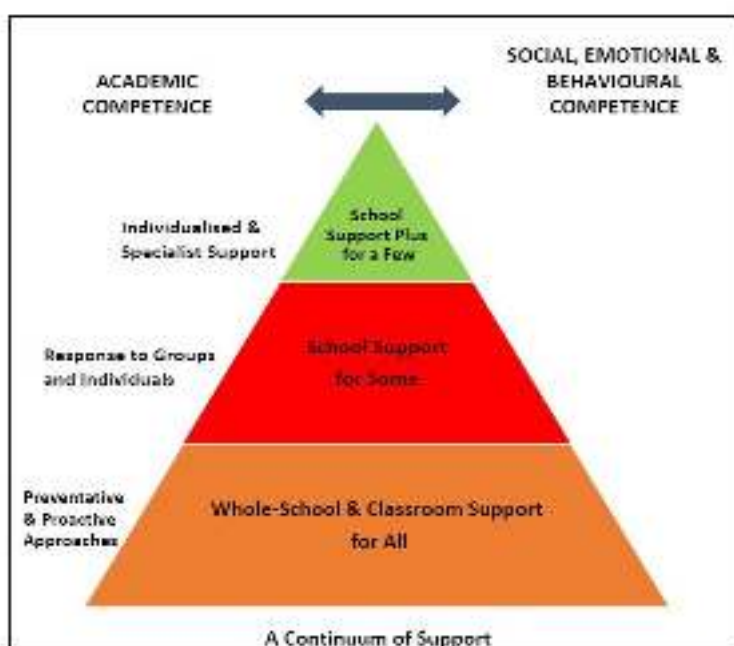 ACADEMIC
COMPETENCE
SOCIAL, EMOTIONAL &
BEHAVIOURAL
COMPETENCE
Individualised &
Specialist Support
School
Support Plus
for a Few
Response to Groups
and Individuals
School Support
for Some
Preventative
& Proactive
Approaches
Whole-School & Classroom Support
for All
A Continuum of Support